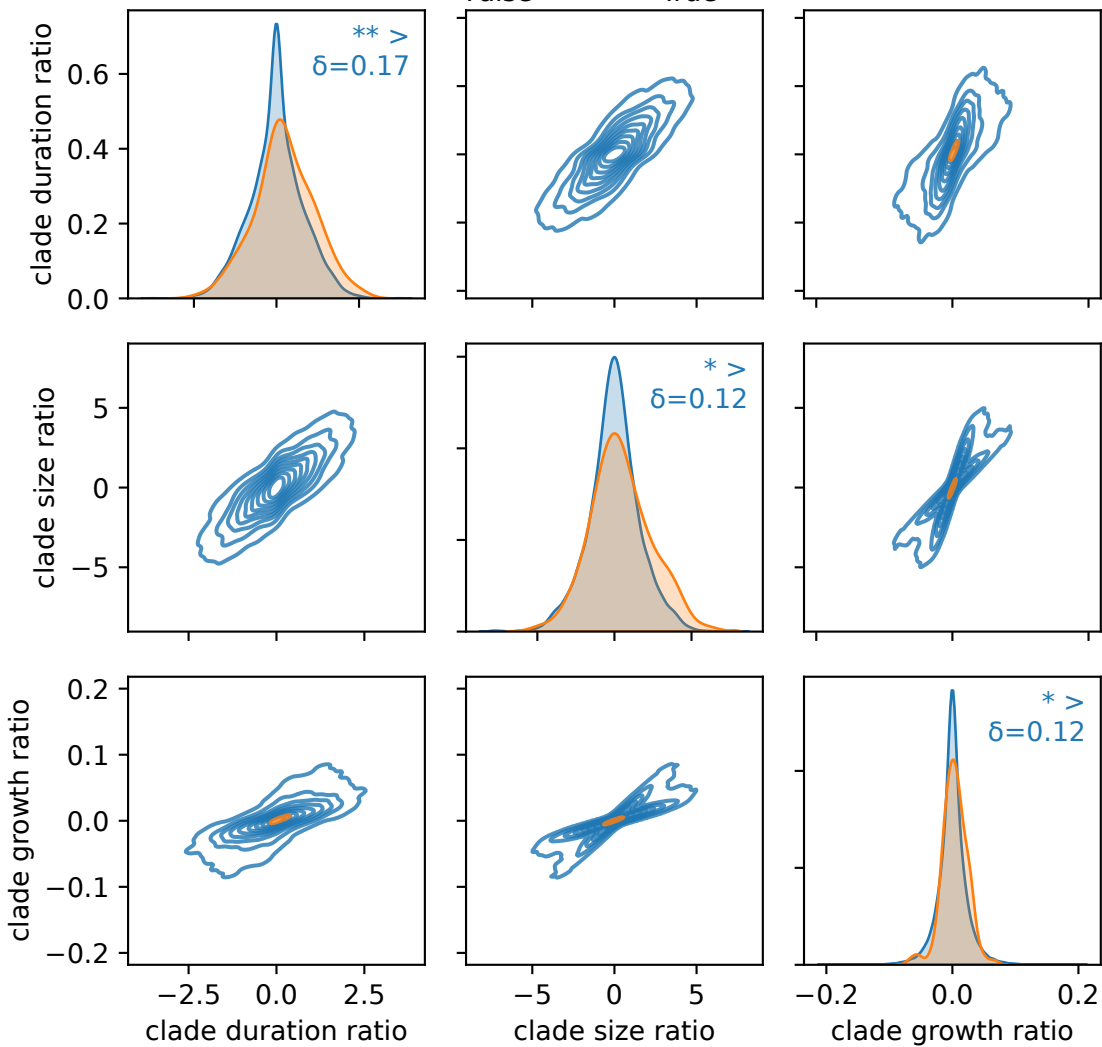 clade duration ratio
0.6
0.4
0.2
0.0
** >
δ=0.17
clade size ratio
5
0
−5
* >
δ=0.12
clade growth ratio
0.2
0.1
0.0
−0.1
−0.2
* >
δ=0.12
−2.5 0.0 2.5
clade duration ratio
−5 0 5
clade size ratio
−0.2 0.0 0.2
clade growth ratio